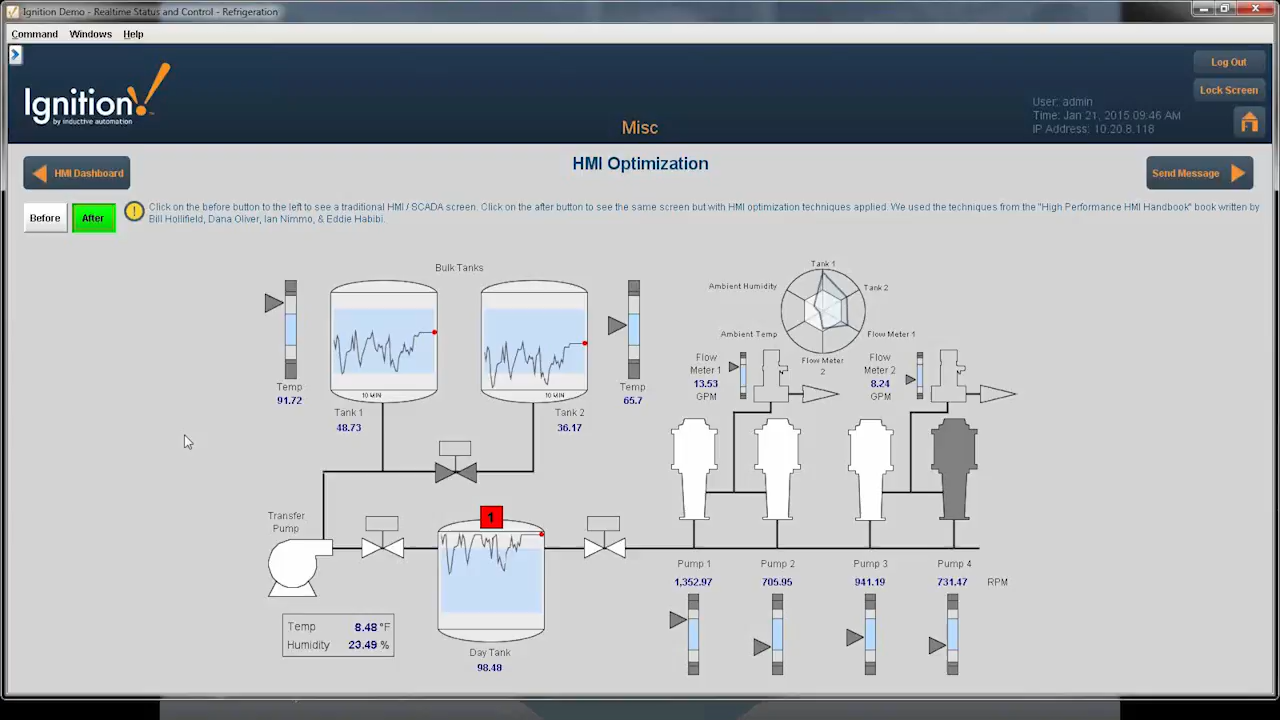 Ignition Demo - Realtime Status and Control - Refrigeration
Command Windows Help
Log Out
Ignition!
by inductive automation
Lock Screen
User: admin
Time: Jan 21, 2015 09:46 AM
IP Address: 10.20.8.118
Misc
HMI Dashboard
HMI Optimization
Send Message
Before
After
Click on the before button to the left to see a traditional HMI / SCADA screen. Click on the after button to see the same screen but with HMI optimization techniques applied. We used the techniques from the "High Performance HMI Handbook" book written by
Bill Hollifield, Dana Oliver, Ian Nimmo, & Eddie Habibi.
Bulk Tanks
Temp
91.72
10 MIN
Tank 1
48.73
10 MIN
Tank 2
36.17
Temp
65.7
Tank 1
Ambient Humidity
Tank 2
Ambient Temp
Flow Meter 1
Flow Meter
2
Flow
Meter 1
13.53
GPM
Flow
Meter 2
8.24
GPM
Transfer
Pump
1
Temp 8.48 °F
Humidity 23.49 %
Day Tank
98.48
Pump 1
1,352.97
Pump 2
705.95
Pump 3
941.19
Pump 4
731.47
RPM